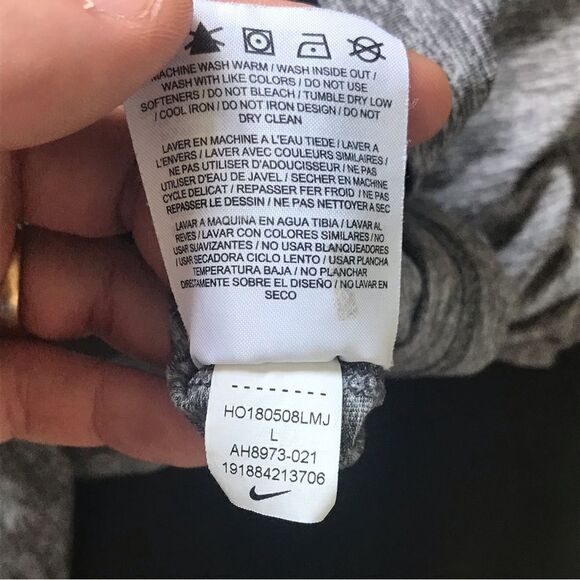 MACHINE WASH WARM / WASH INSIDE OUT /
WASH WITH LIKE COLORS / DO NOT USE
SOFTENERS / DO NOT BLEACH / TUMBLE DRY LOW
/ COOL IRON / DO NOT IRON DESIGN / DO NOT
DRY CLEAN
LAVER EN MACHINE A L'EAU TIEDE / LAVER A
L'ENVERS / LAVER AVEC COULEURS SIMILAIRES /
NE PAS UTILISER D'ADOUCISSEUR / NE PAS
UTILISER D'EAU DE JAVEL / SECHER EN MACHINE
CYCLE DELICAT / REPASSER FER FROID / NE PAS
REPASSER LE DESSIN / NE PAS NETTOYER A SEC
LAVAR A MAQUINA EN AGUA TIBIA / LAVAR AL
REVES / LAVAR CON COLORES SIMILARES / NO
USAR SUAVIZANTES / NO USAR BLANQUEADORES
/ USAR SECADORA CICLO LENTO / USAR PLANCHA
TEMPERATURA BAJA / NO PLANCHAR
DIRECTAMENTE SOBRE EL DISEÑO / NO LAVAR EN
SECO
HO180508LMJ
L
AH8973-021
191884213706